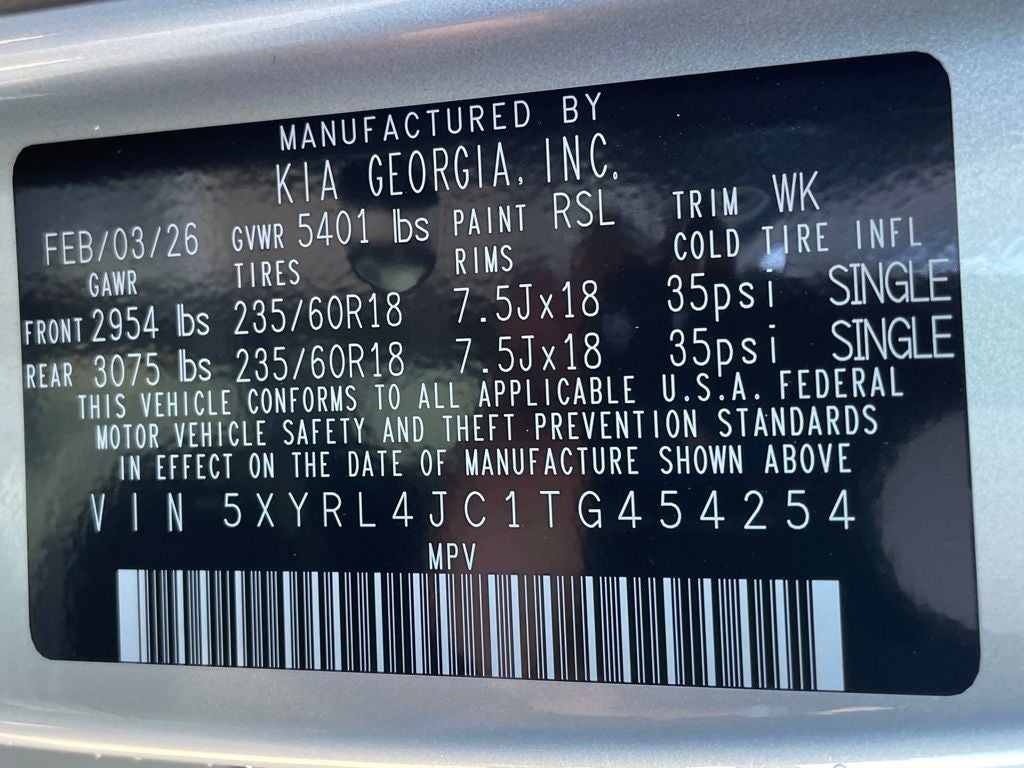 MANUFACTURED BY
KIA GEORGIA, INC.
FEB/03/26 GVWR 5401 lbs PAINT RSL TRIM WK
GAWR TIRES RIMS COLD TIRE INFL
FRONT 2954 lbs 235/60R18 7.5Jx18 35psi SINGLE
REAR 3075 lbs 235/60R18 7.5Jx18 35psi SINGLE
THIS VEHICLE CONFORMS TO ALL APPLICABLE U.S.A. FEDERAL
MOTOR VEHICLE SAFETY AND THEFT PREVENTION STANDARDS
IN EFFECT ON THE DATE OF MANUFACTURE SHOWN ABOVE
VIN 5XYRL4JC1TG454254
MPV